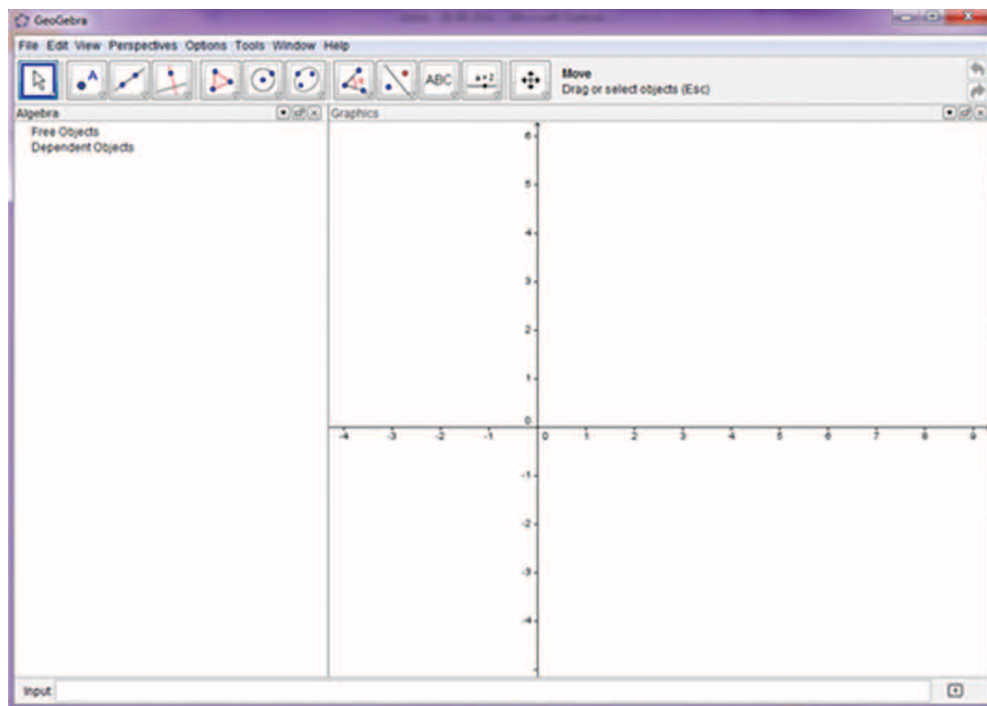 GeoGebra
File Edit View Perspectives Options Tools Window Help
A
ABC
a=2
Move
Drag or select objects (Esc)
Algebra
Graphics
Free Objects
Dependent Objects
6
5
4
3
2
1
0
-4 -3 -2 -1 0 1 2 3 4 5 6 7 8 9
-1
-2
-3
-4
Input